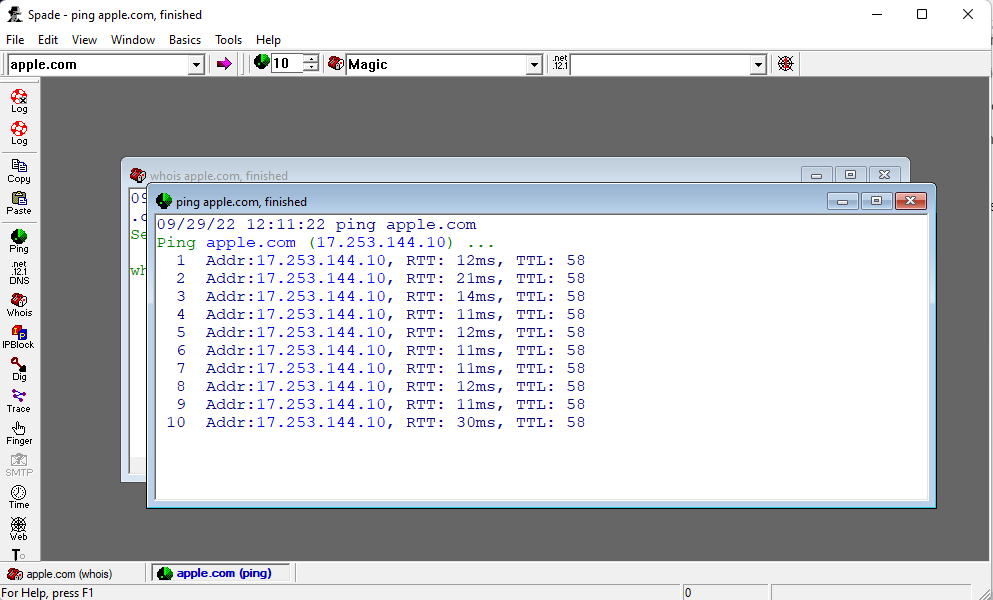 Spade - ping apple.com, finished
File Edit View Window Basics Tools Help
apple.com 10 Magic .net 12.1
Log
Log
Copy
Paste
Ping
.net 12.1 DNS
Whois
IPBlock
Dig
Trace
Finger
SMTP
Time
Web
whois apple.com, finished
09
.c
Se
wh
ping apple.com, finished
09/29/22 12:11:22 ping apple.com
Ping apple.com (17.253.144.10) ...
1 Addr:17.253.144.10, RTT: 12ms, TTL: 58
2 Addr:17.253.144.10, RTT: 21ms, TTL: 58
3 Addr:17.253.144.10, RTT: 14ms, TTL: 58
4 Addr:17.253.144.10, RTT: 11ms, TTL: 58
5 Addr:17.253.144.10, RTT: 12ms, TTL: 58
6 Addr:17.253.144.10, RTT: 11ms, TTL: 58
7 Addr:17.253.144.10, RTT: 11ms, TTL: 58
8 Addr:17.253.144.10, RTT: 12ms, TTL: 58
9 Addr:17.253.144.10, RTT: 11ms, TTL: 58
10 Addr:17.253.144.10, RTT: 30ms, TTL: 58
apple.com (whois) apple.com (ping)
For Help, press F1 0